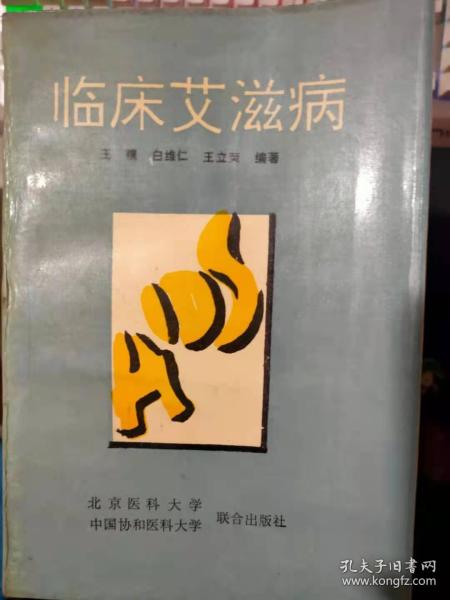 临床艾滋病
王 白维仁 王立英 编著
AIDS
北京医科大学
中国协和医科大学 联合出版社
孔夫子旧书网
www.kongfz.com